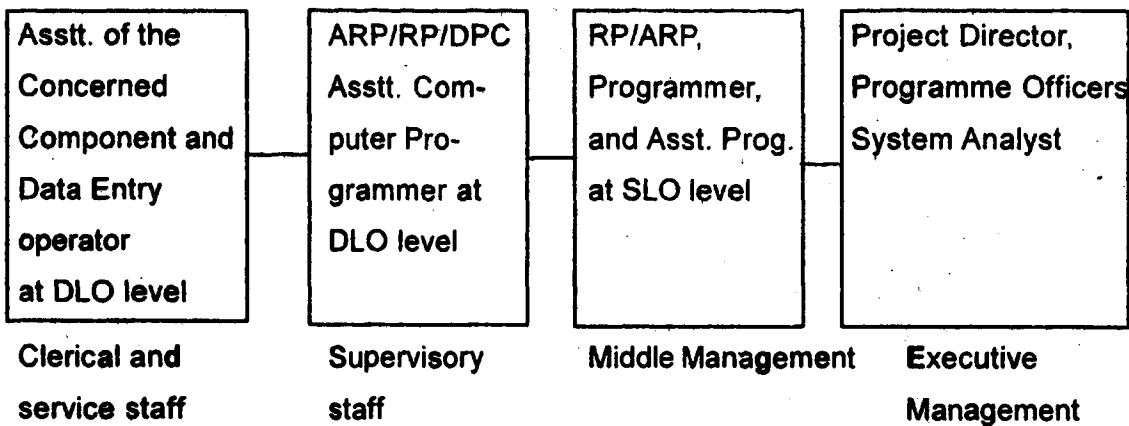 Asstt. of the
Concerned
Component and
Data Entry
operator
at DLO level
ARP/RP/DPC
Asstt. Com-
puter Pro-
grammer at
DLO level
RP/ARP,
Programmer,
and Asst. Prog.
at SLO level
Project Director,
Programme Officers
System Analyst
Clerical and
service staff
Supervisory
staff
Middle Management
Executive
Management